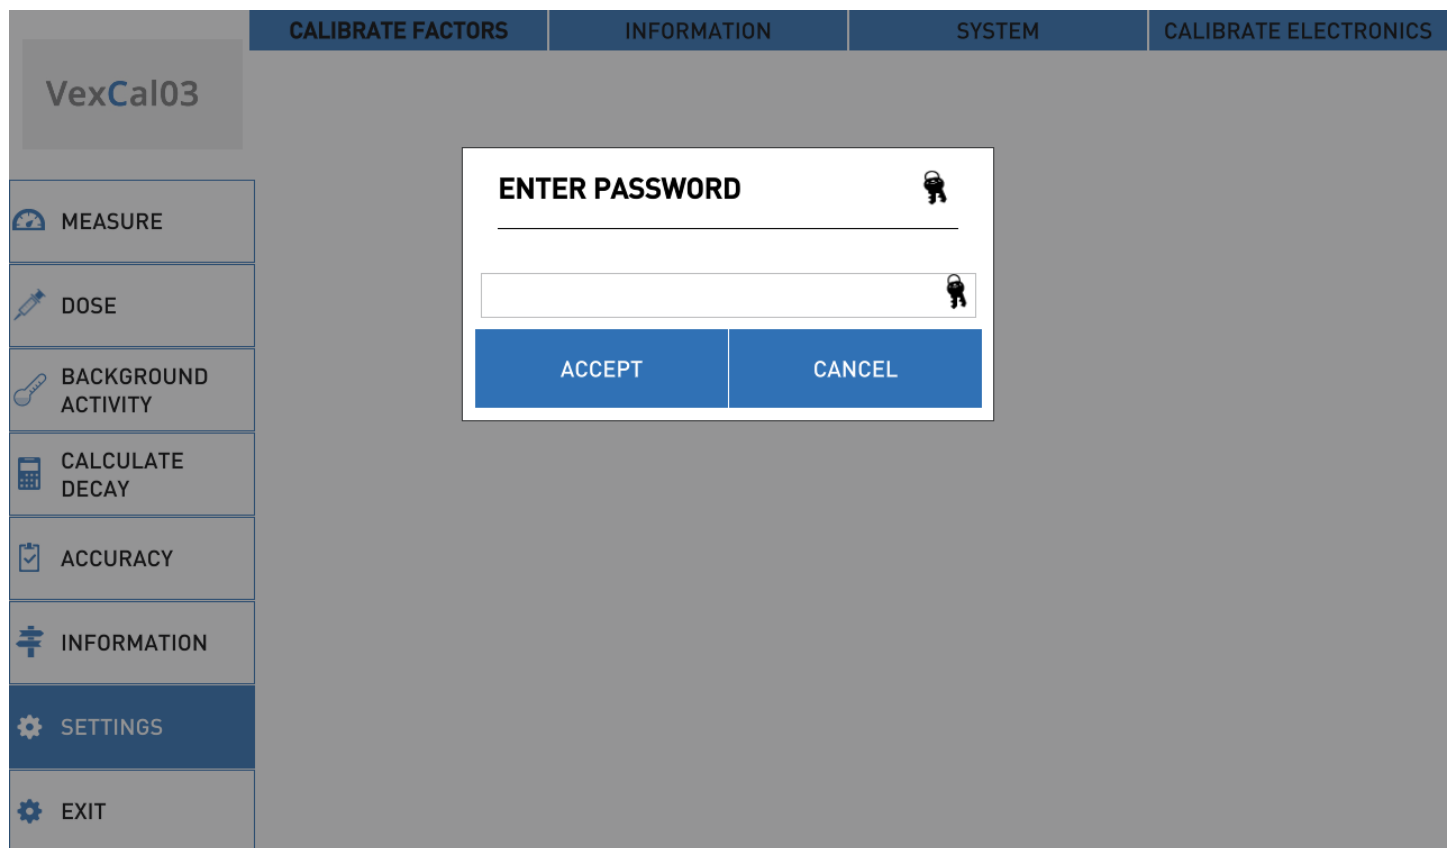 CALIBRATE FACTORS
INFORMATION
SYSTEM
CALIBRATE ELECTRONICS
VexCal03
MEASURE
DOSE
BACKGROUND
ACTIVITY
CALCULATE
DECAY
ACCURACY
INFORMATION
SETTINGS
EXIT
ENTER PASSWORD
ACCEPT
CANCEL